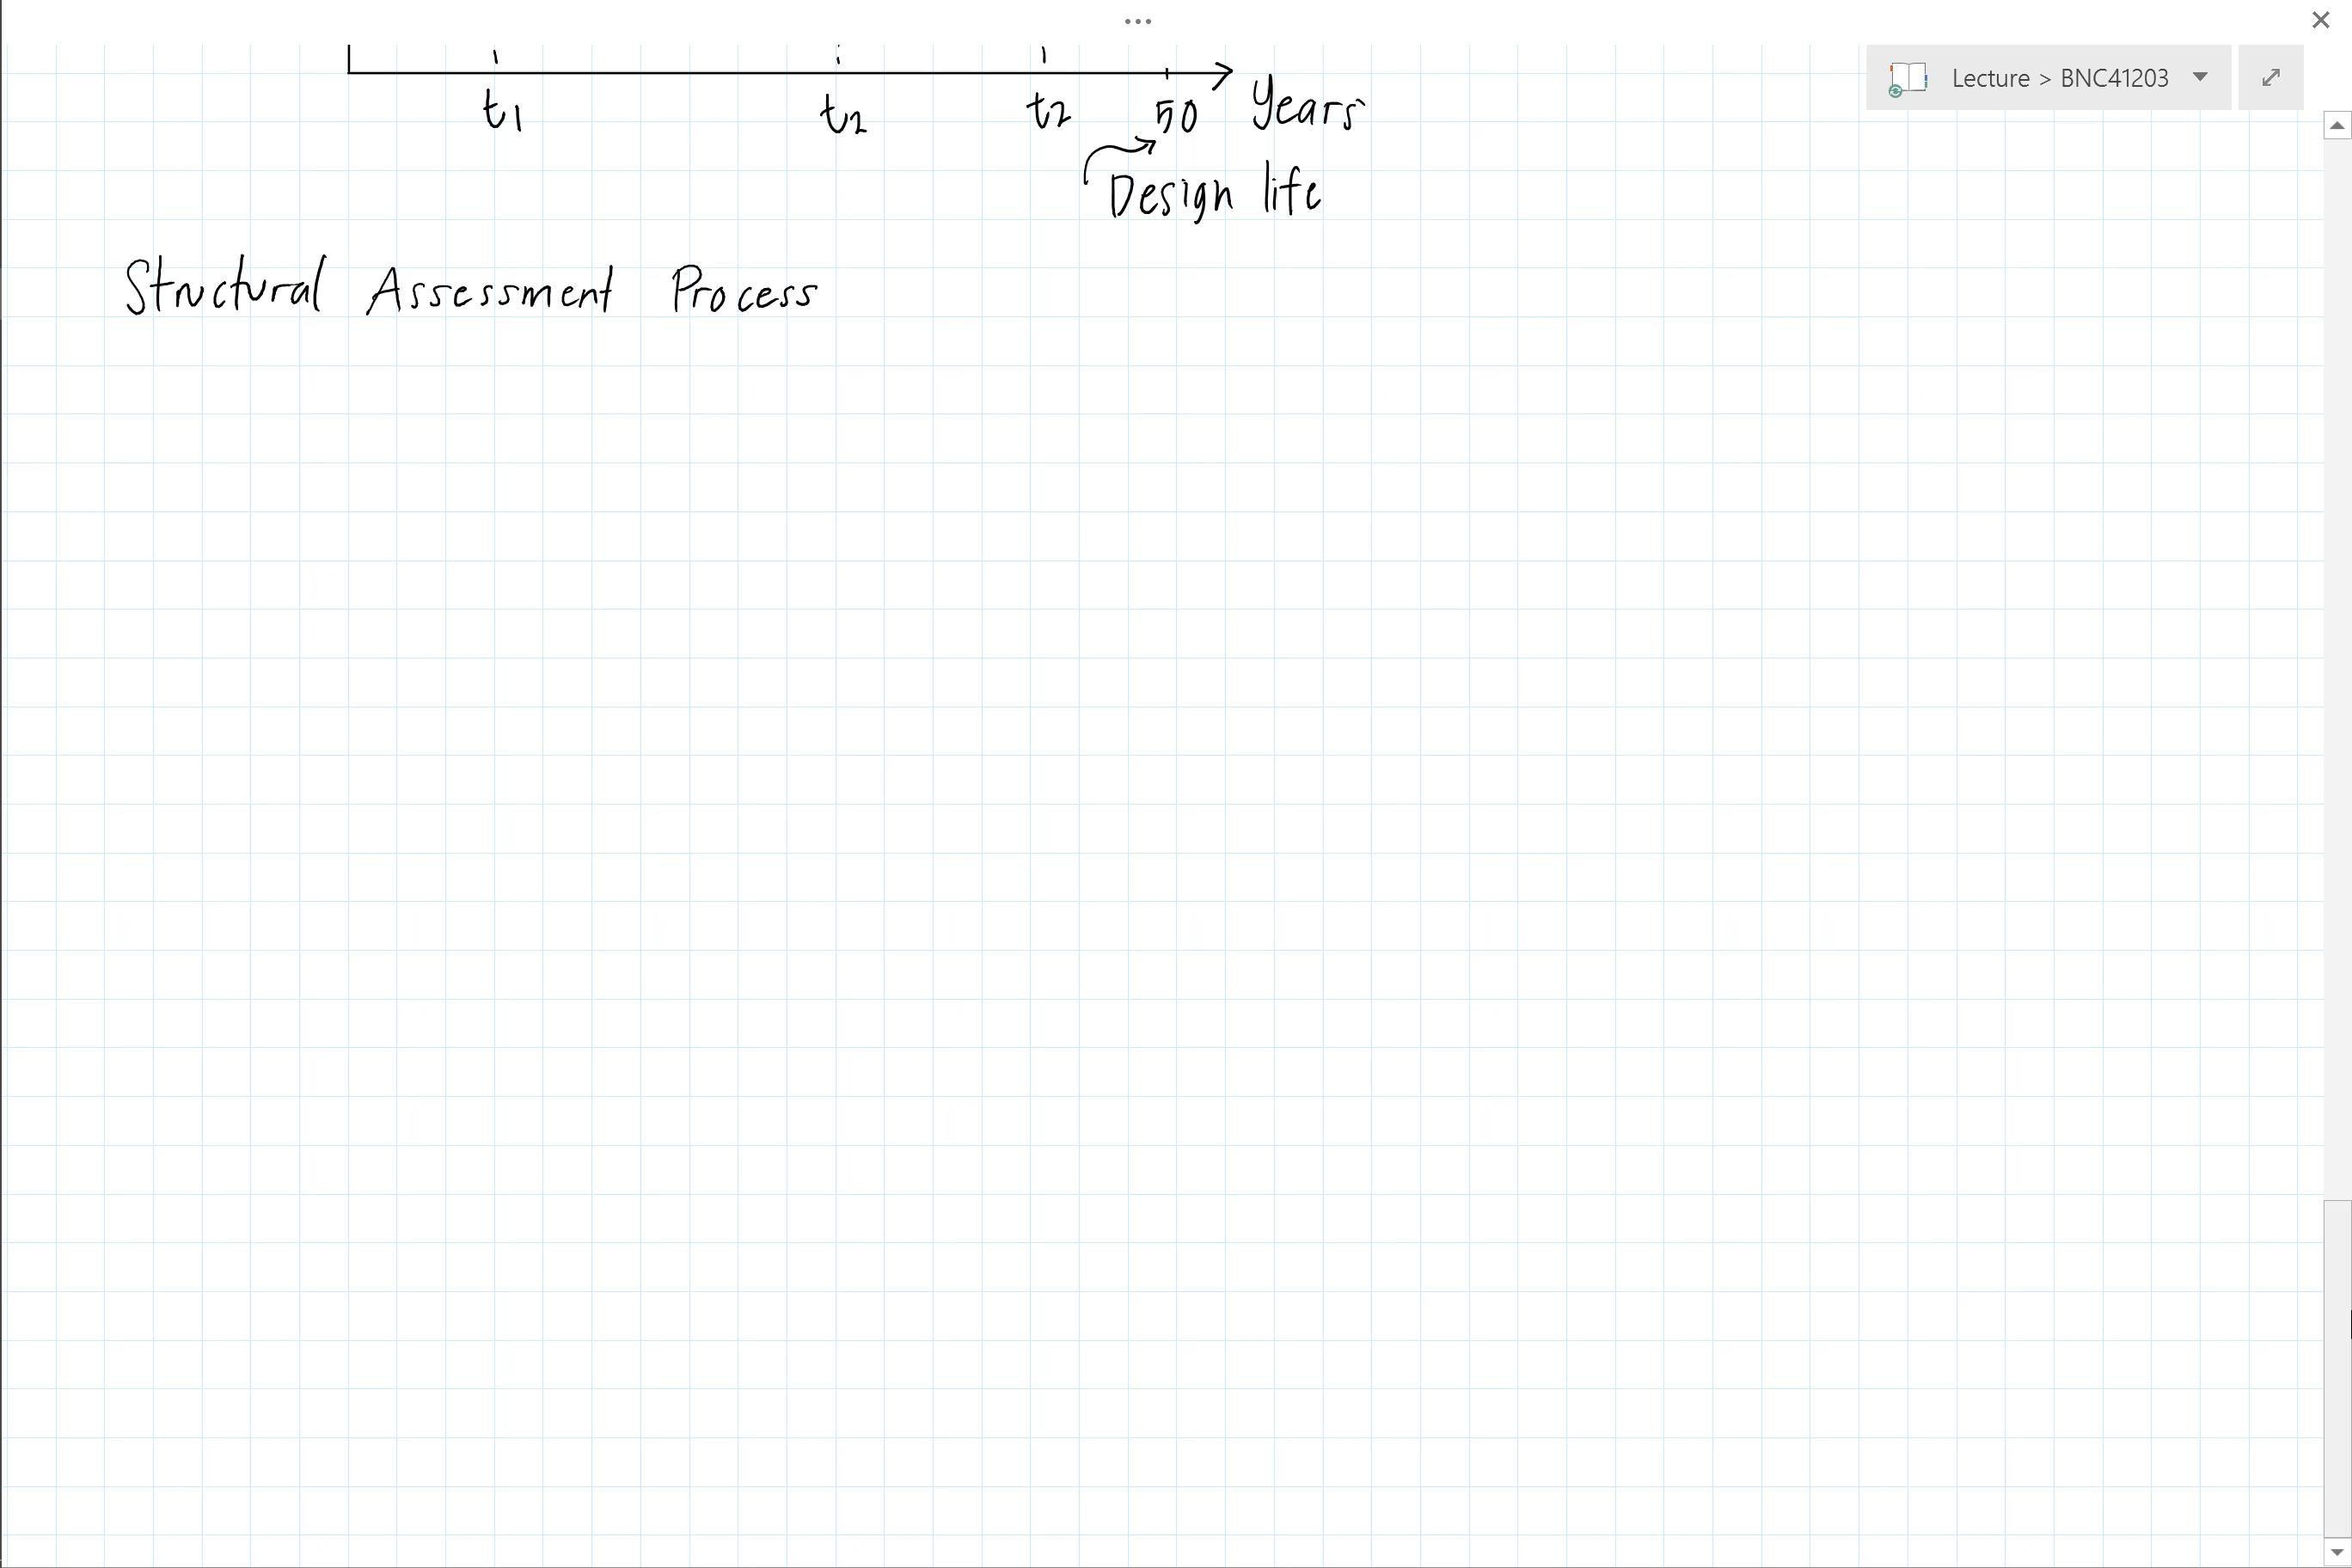 Lecture > BNC41203
t1 t2 t2 50 Years
Design life
Structural Assessment Process